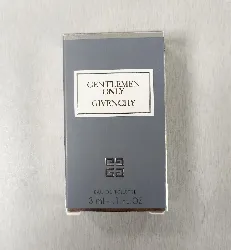 GENTLEMEN
ONLY
GIVENCHY
EAU DE TOILETTE
3 ml - .1 FL. OZ.